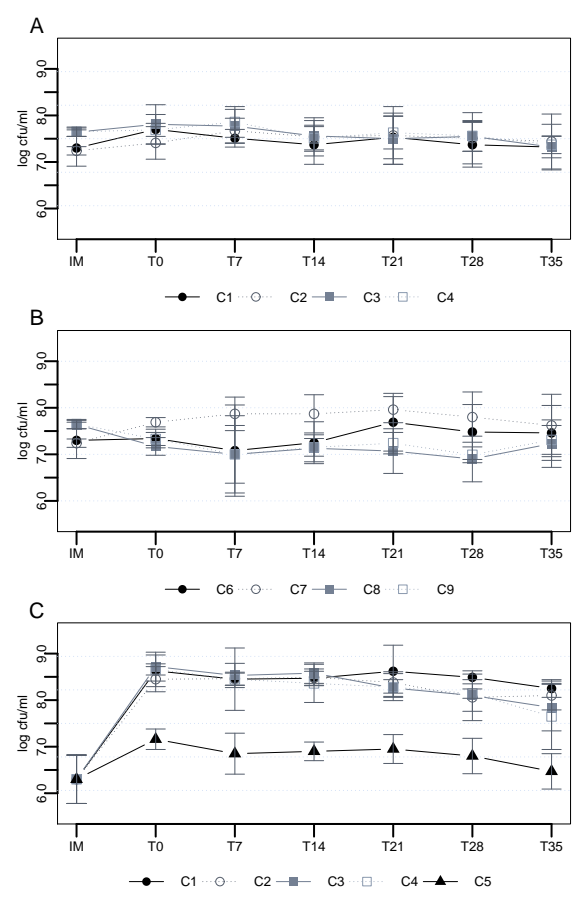 A
log cfu/ml
9.0
8.0
7.0
6.0
IM T0 T7 T14 T21 T28 T35
C1 C2 C3 C4
B
log cfu/ml
9.0
8.0
7.0
6.0
IM T0 T7 T14 T21 T28 T35
C6 C7 C8 C9
C
log cfu/ml
9.0
8.0
7.0
6.0
IM T0 T7 T14 T21 T28 T35
C1 C2 C3 C4 C5